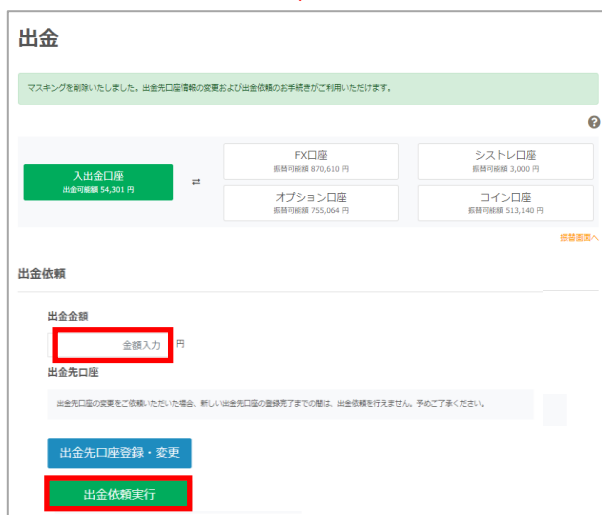 出金
マスキングを削除いたしました。出金先口座情報の変更および出金依頼のお手続きがご利用いただけます。
?
入出金口座
出金可能額 54,301 円
⇄
FX口座
振替可能額 870,610 円
シストレ口座
振替可能額 3,000 円
オプション口座
振替可能額 755,064 円
コイン口座
振替可能額 513,140 円
振替画面へ
出金依頼
出金金額
金額入力 円
出金先口座
出金先口座の変更をご依頼いただいた場合、新しい出金先口座の登録完了までの間は、出金依頼を行えません。予めご了承ください。
出金先口座登録・変更
出金依頼実行